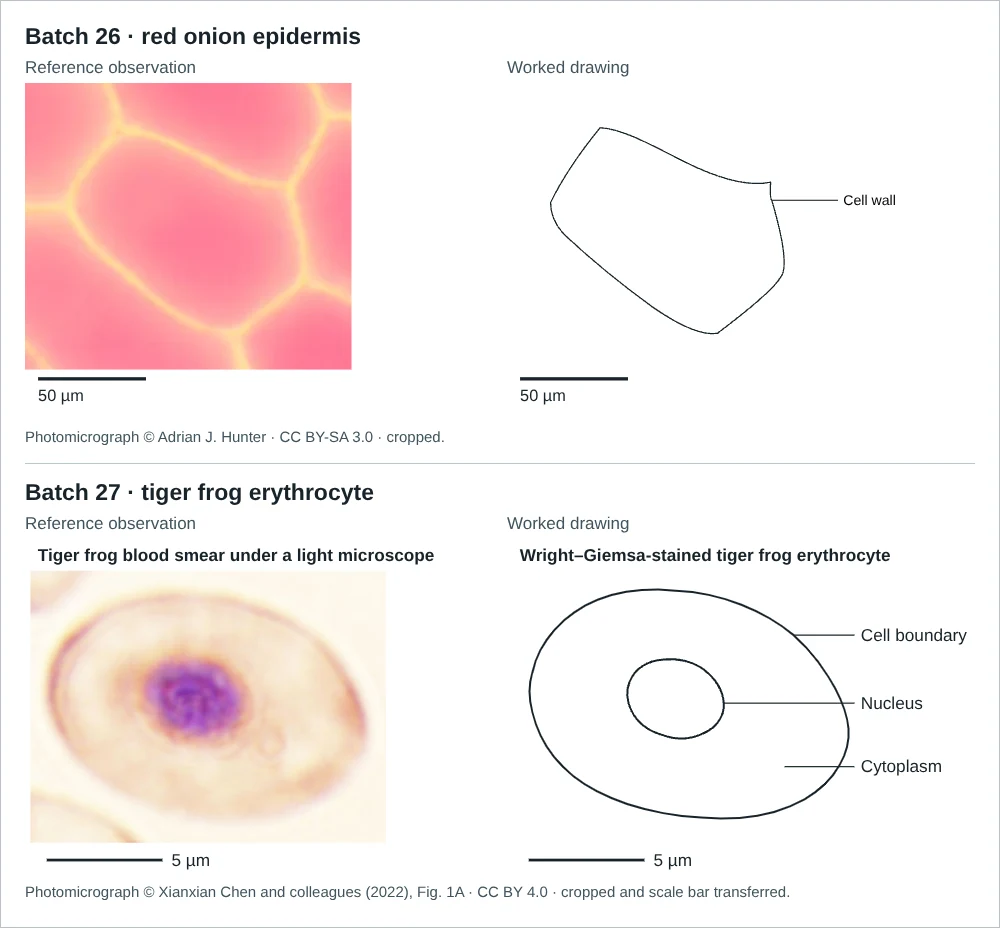 Batch 26 · red onion epidermis
Reference observation
Worked drawing
Cell wall
50 µm
50 µm
Photomicrograph © Adrian J. Hunter · CC BY-SA 3.0 · cropped.
Batch 27 · tiger frog erythrocyte
Reference observation
Worked drawing
Tiger frog blood smear under a light microscope
Wright–Giemsa-stained tiger frog erythrocyte
Cell boundary
Nucleus
Cytoplasm
5 µm
5 µm
Photomicrograph © Xianxian Chen and colleagues (2022), Fig. 1A · CC BY 4.0 · cropped and scale bar transferred.